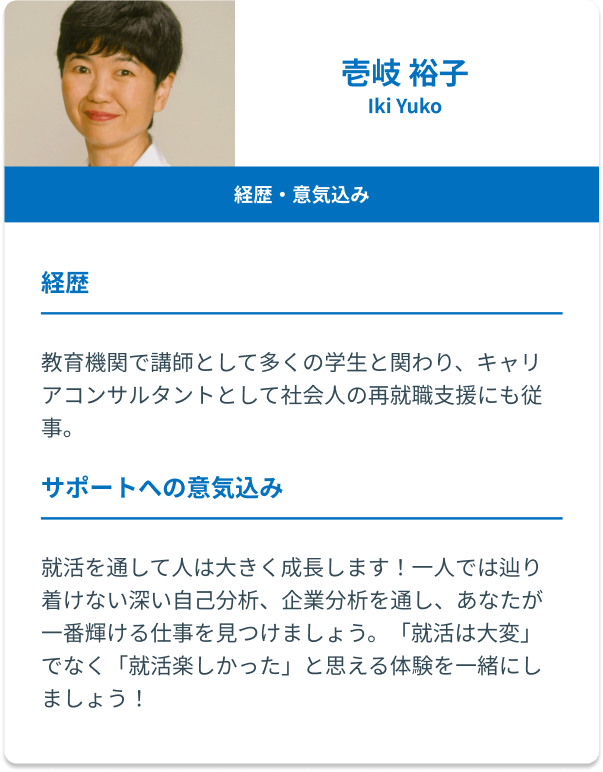 壱岐 裕子
Iki Yuko
経歴・意気込み
経歴
教育機関で講師として多くの学生と関わり、キャリ
アコンサルタントとして社会人の再就職支援にも従
事。
サポートへの意気込み
就活を通して人は大きく成長します！一人では辿り
着けない深い自己分析、企業分析を通し、あなたが
一番輝ける仕事を見つけましょう。「就活は大変」
でなく「就活楽しかった」と思える体験を一緒にし
ましょう！